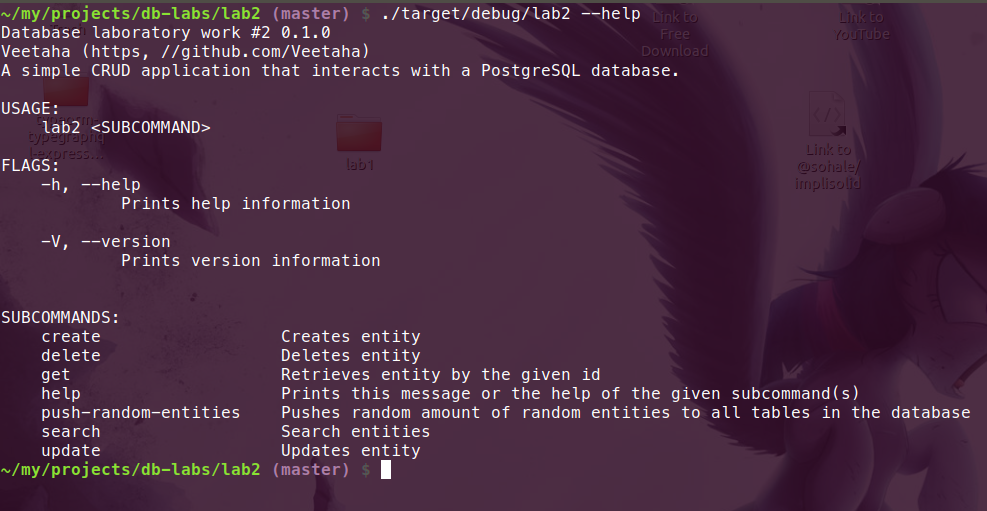 ~/my/projects/db-labs/lab2 (master) $ ./target/debug/lab2 --help
Database laboratory work #2 0.1.0
Veetaha (https, //github.com/Veetaha)
A simple CRUD application that interacts with a PostgreSQL database.
USAGE:
lab2 <SUBCOMMAND>
FLAGS:
-h, --help
Prints help information
-V, --version
Prints version information
SUBCOMMANDS:
create Creates entity
delete Deletes entity
get Retrieves entity by the given id
help Prints this message or the help of the given subcommand(s)
push-random-entities Pushes random amount of random entities to all tables in the database
search Search entities
update Updates entity
~/my/projects/db-labs/lab2 (master) $
Link to
Free
Download
Link to
YouTube
lab1
Link to
@sohale/
implisolid